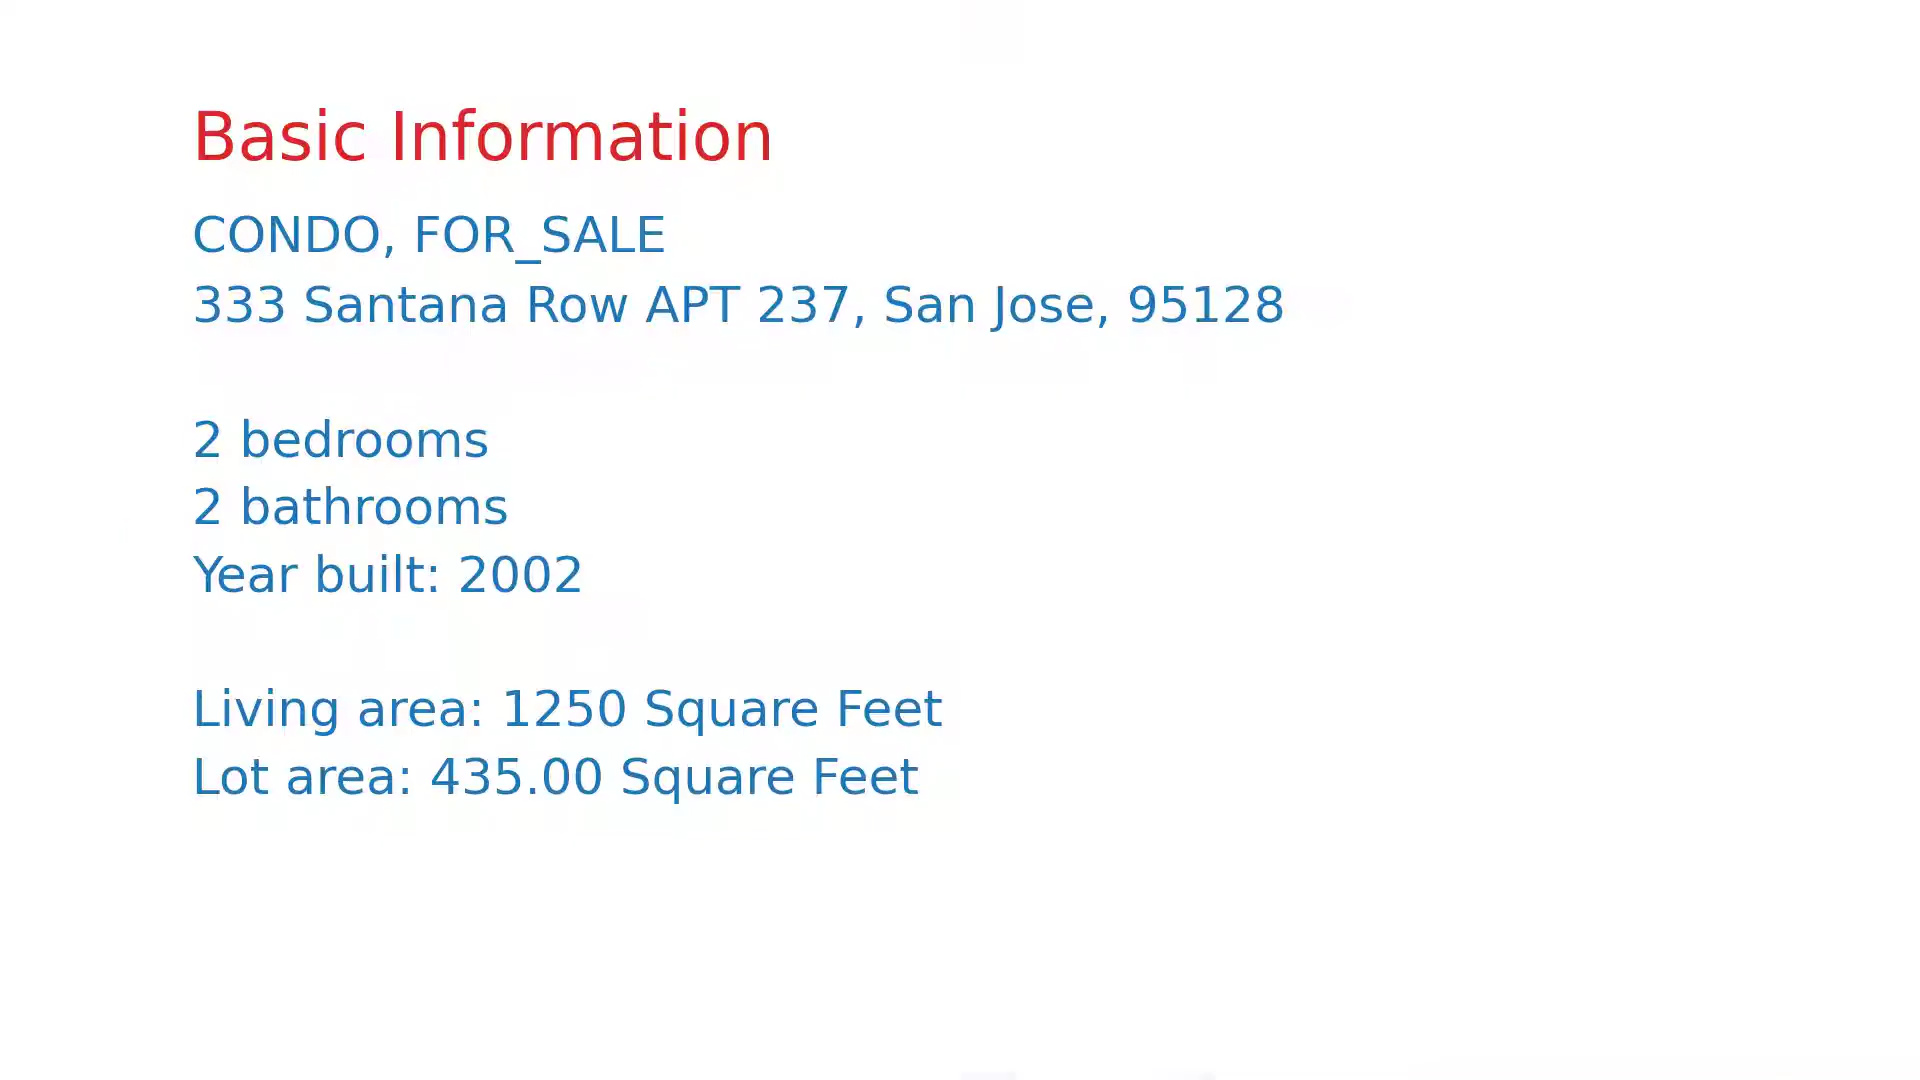 Basic Information
CONDO, FOR_SALE
333 Santana Row APT 237, San Jose, 95128
2 bedrooms
2 bathrooms
Year built: 2002
Living area: 1250 Square Feet
Lot area: 435.00 Square Feet